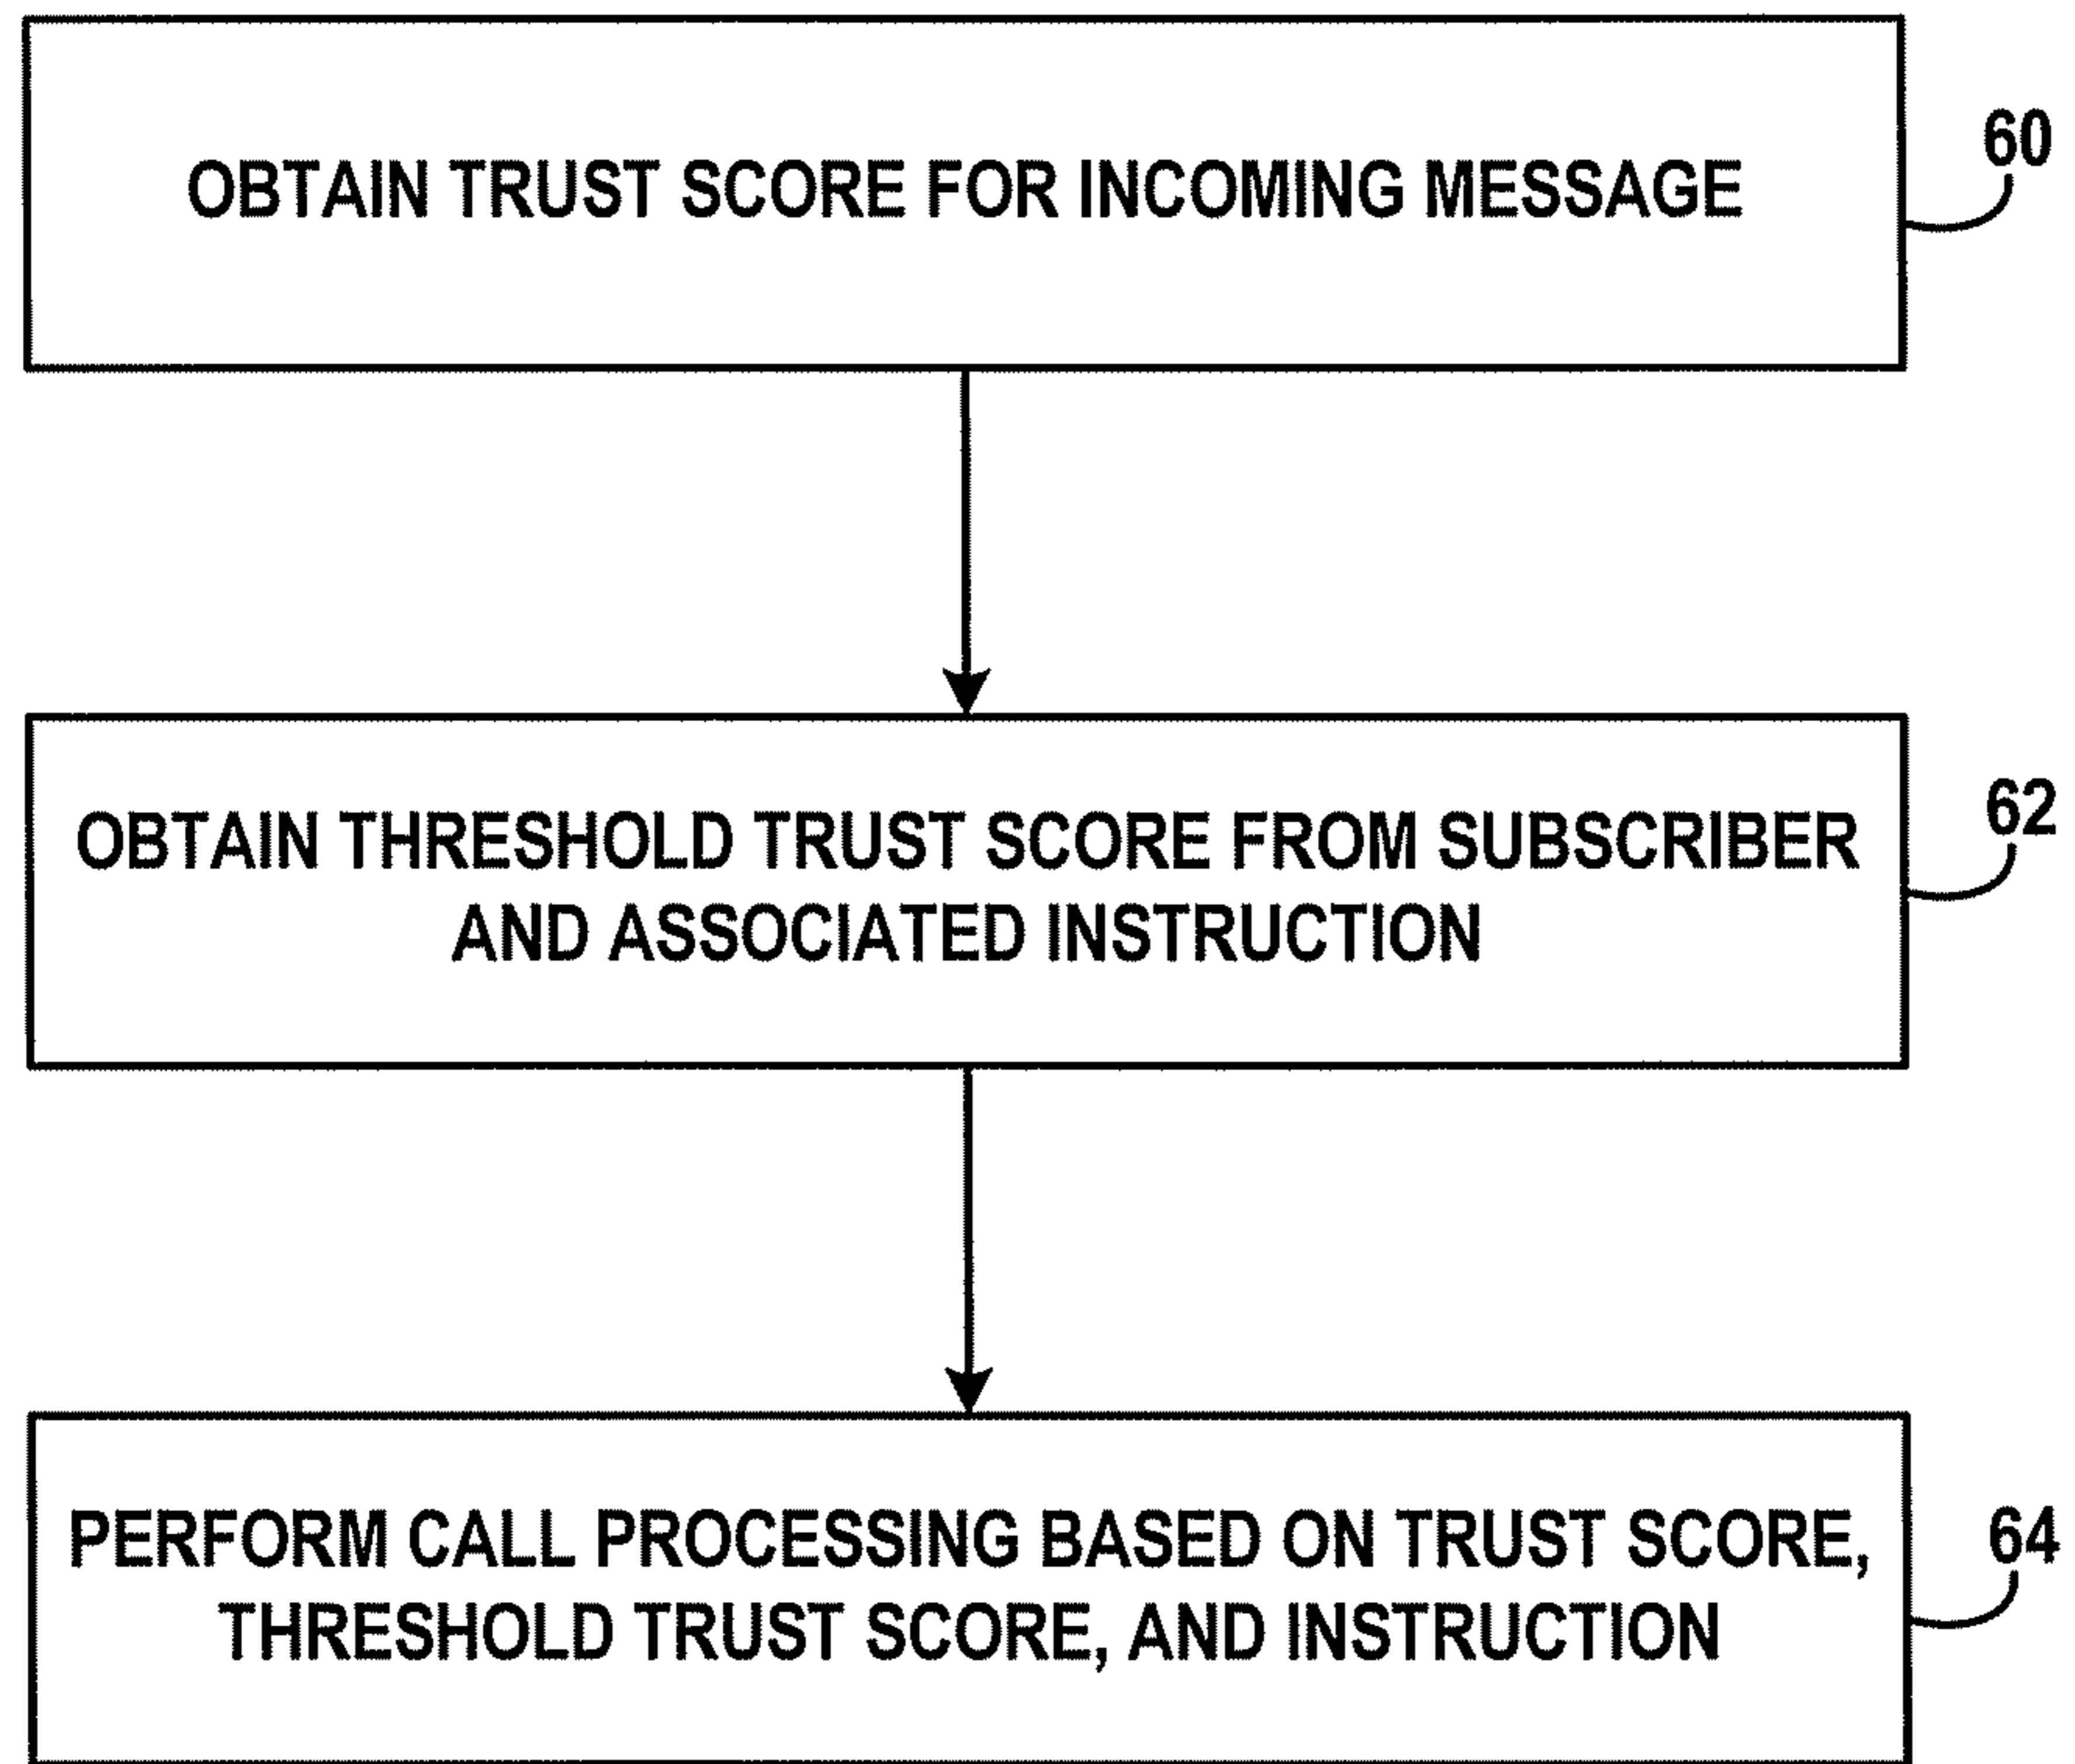 OBTAIN TRUST SCORE FOR INCOMING MESSAGE
60
OBTAIN THRESHOLD TRUST SCORE FROM SUBSCRIBER
AND ASSOCIATED INSTRUCTION
62
PERFORM CALL PROCESSING BASED ON TRUST SCORE,
THRESHOLD TRUST SCORE, AND INSTRUCTION
64